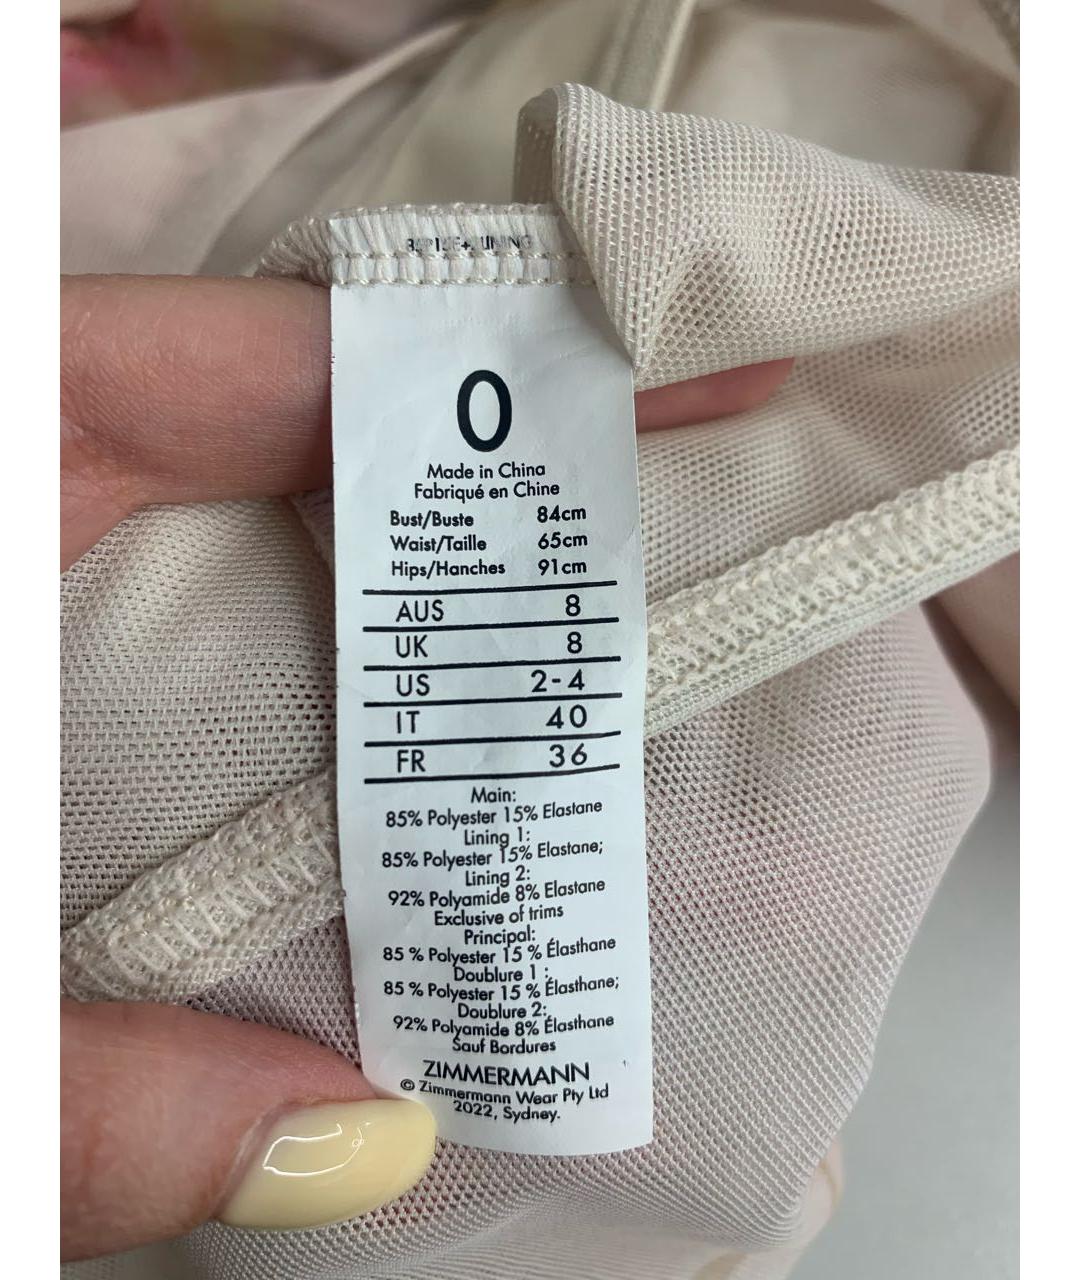 0
Made in China
Fabriqué en Chine
Bust/Buste 84cm
Waist/Taille 65cm
Hips/Hanches 91cm
AUS 8
UK 8
US 2-4
IT 40
FR 36
Main:
85% Polyester 15% Elastane
Lining 1:
85% Polyester 15% Elastane;
Lining 2:
92% Polyamide 8% Elastane
Exclusive of trims
Principal:
85 % Polyester 15 % Élasthane
Doublure 1 :
85 % Polyester 15 % Élasthane;
Doublure 2:
92% Polyamide 8% Élasthane
Sauf Bordures
ZIMMERMANN
© Zimmermann Wear Pty Ltd
2022, Sydney.